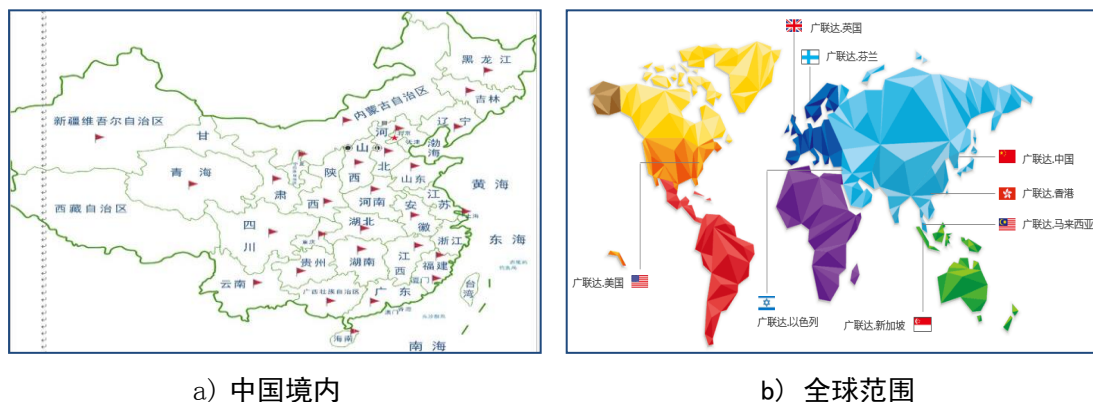 黑龙江
吉林
内蒙古自治区
辽宁
新疆维吾尔自治区
甘
肃
河
北
北京
天津
渤海
山
西
青海
陕
西
山东
黄海
西藏自治区
河南
江
苏
安
徽
上海
四
川
湖北
重庆
浙江
东海
贵州
湖南
江
西
福建
厦门
云南
广西壮族自治区
广东
台湾
澳门
香港
海南
南海
广联达.英国
广联达.芬兰
广联达.中国
广联达.香港
广联达.马来西亚
广联达.美国
广联达.以色列
广联达.新加坡
a) 中国境内
b) 全球范围